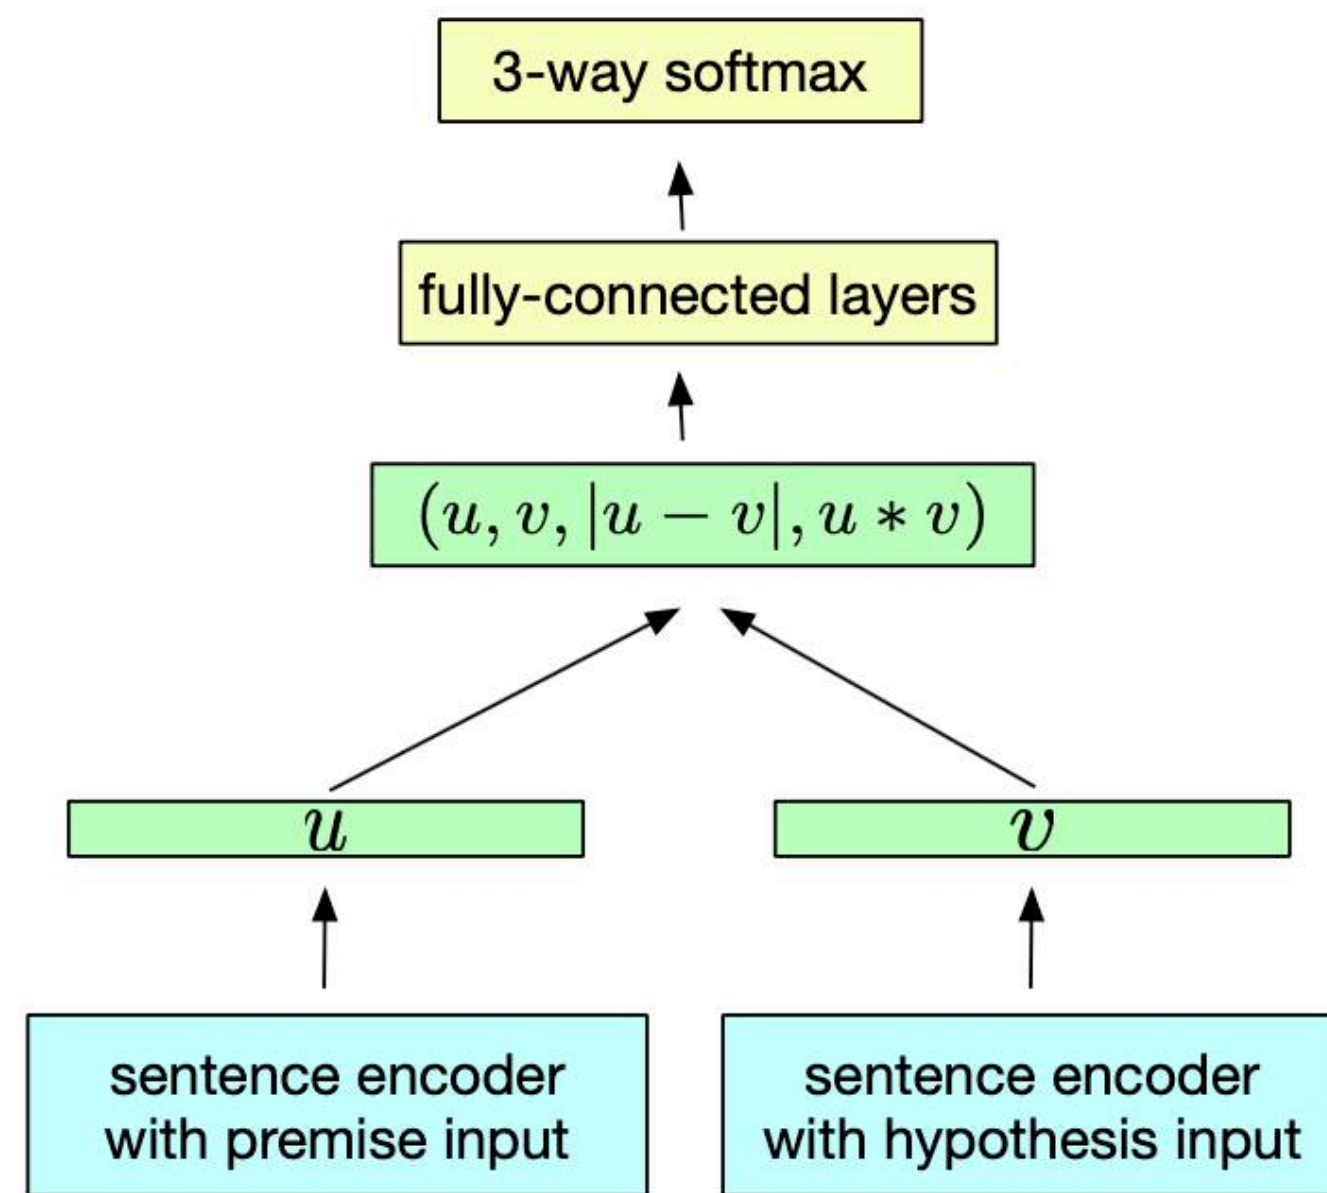 3-way softmax
fully-connected layers
(u, v, |u − v|, u ∗ v)
u
v
sentence encoder
with premise input
sentence encoder
with hypothesis input